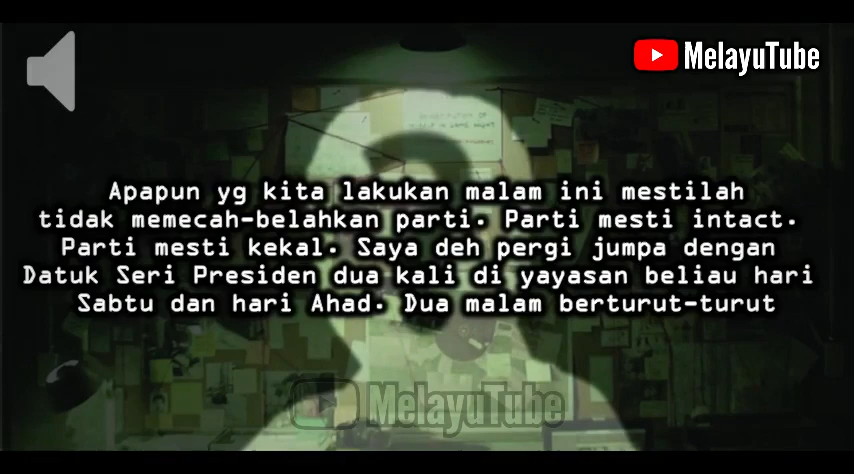 MelayuTube
Apapun yg kita lakukan malam ini mestilah
tidak memecah-belahkan parti. Parti mesti intact.
Parti mesti kekal. Saya deh pergi jumpa dengan
Datuk Seri Presiden dua kali di yayasan beliau hari
Sabtu dan hari Ahad. Dua malam berturut-turut
MelayuTube